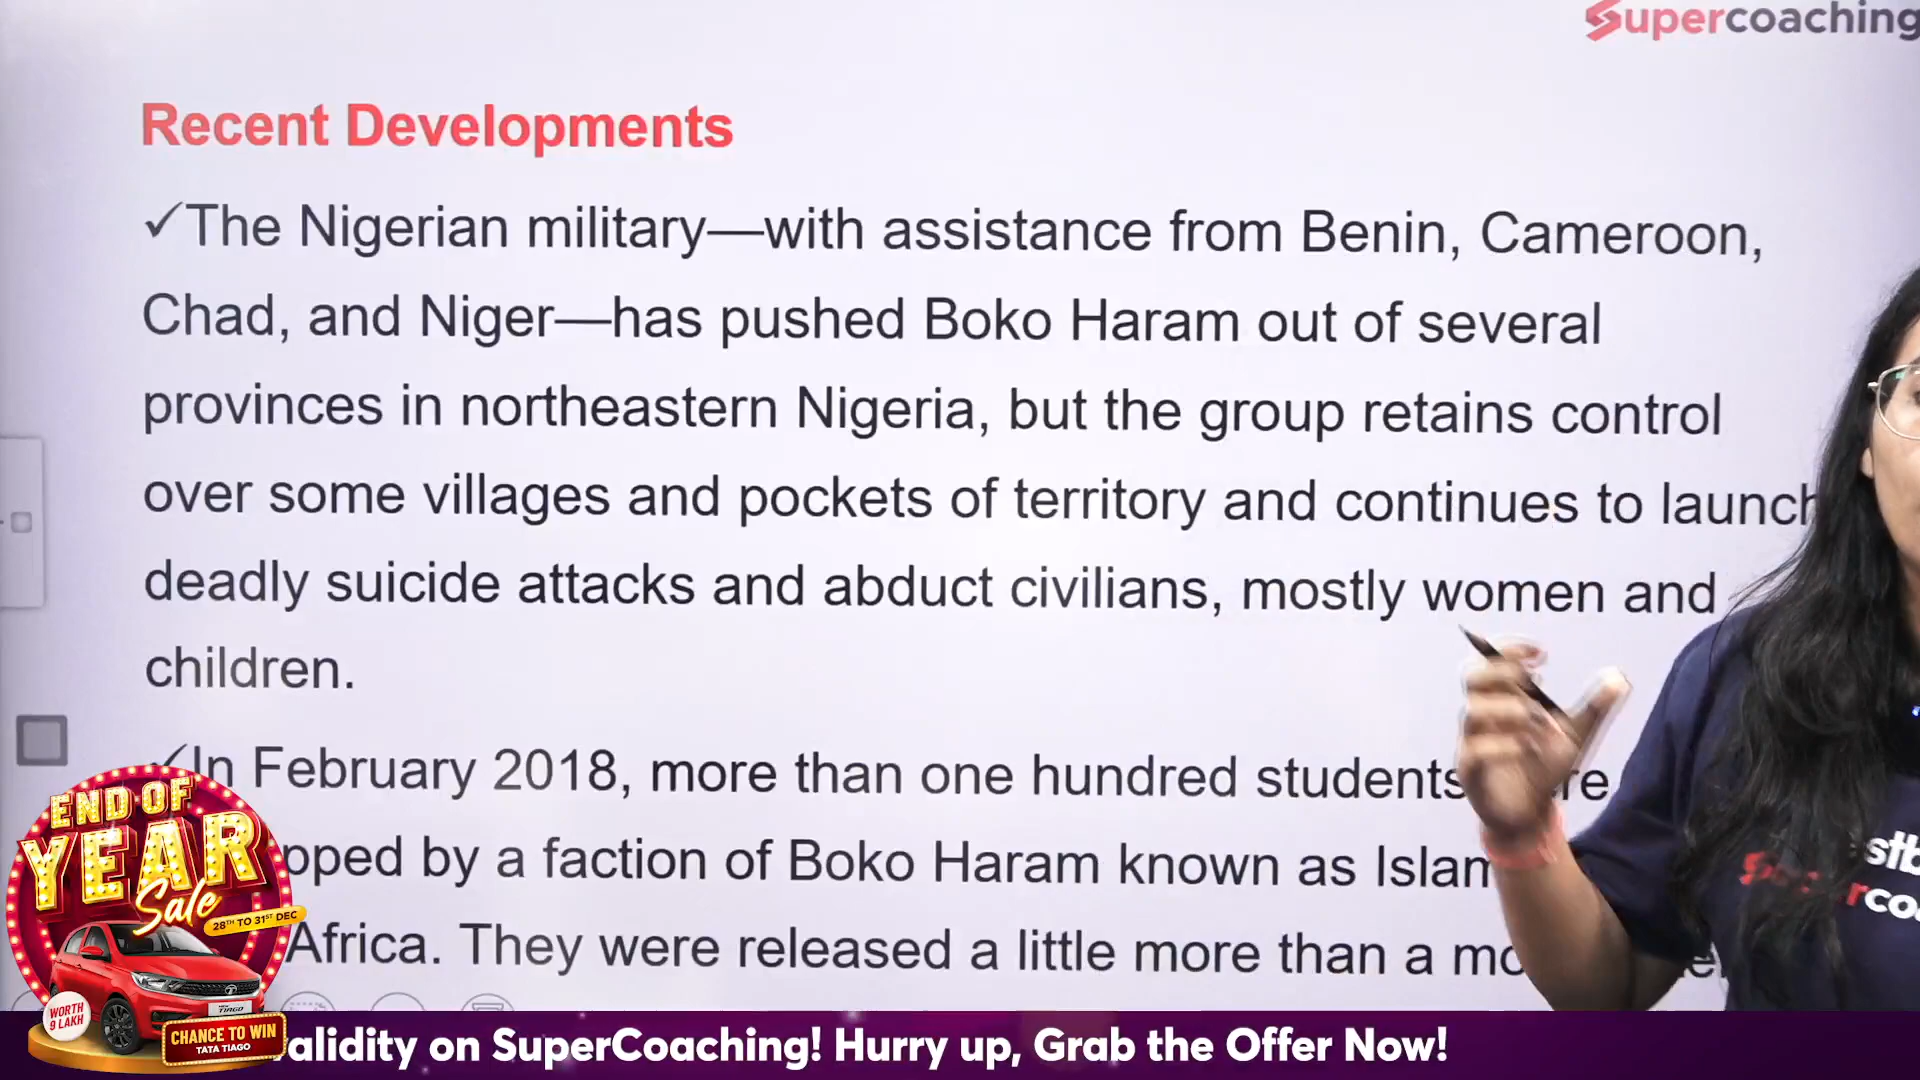 Supercoaching
Recent Developments
✓The Nigerian military—with assistance from Benin, Cameroon,
Chad, and Niger—has pushed Boko Haram out of several
provinces in northeastern Nigeria, but the group retains control
over some villages and pockets of territory and continues to launch
deadly suicide attacks and abduct civilians, mostly women and
children.
✓In February 2018, more than one hundred students
by a faction of Boko Haram known as
Africa. They were released a little more than a
END OF
YEAR
Sale
28TH TO 31ST DEC
WORTH
9 LAKH
TIAGO
CHANCE TO WIN
TATA TIAGO
on SuperCoaching! Hurry up, Grab the Offer Now!